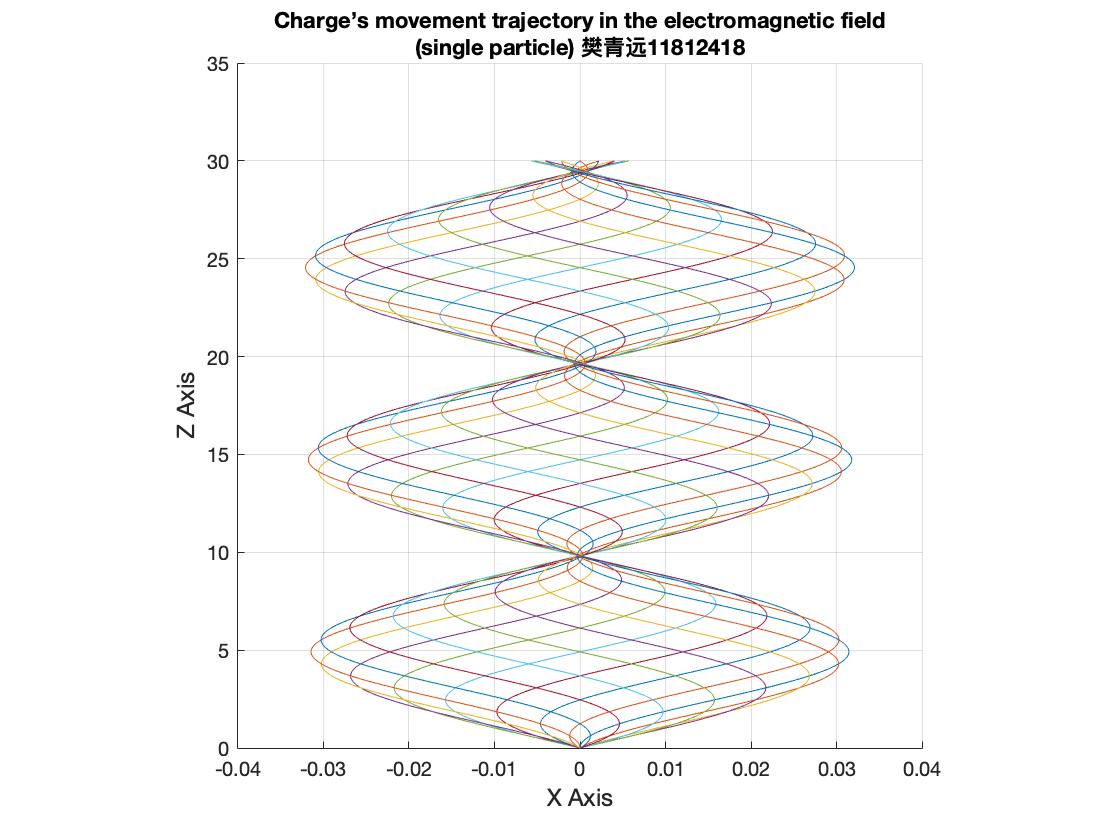 Charge’s movement trajectory in the electromagnetic field
(single particle) 樊青远11812418
35
30
25
20
15
10
5
0
Z Axis
-0.04 -0.03 -0.02 -0.01 0 0.01 0.02 0.03 0.04
X Axis